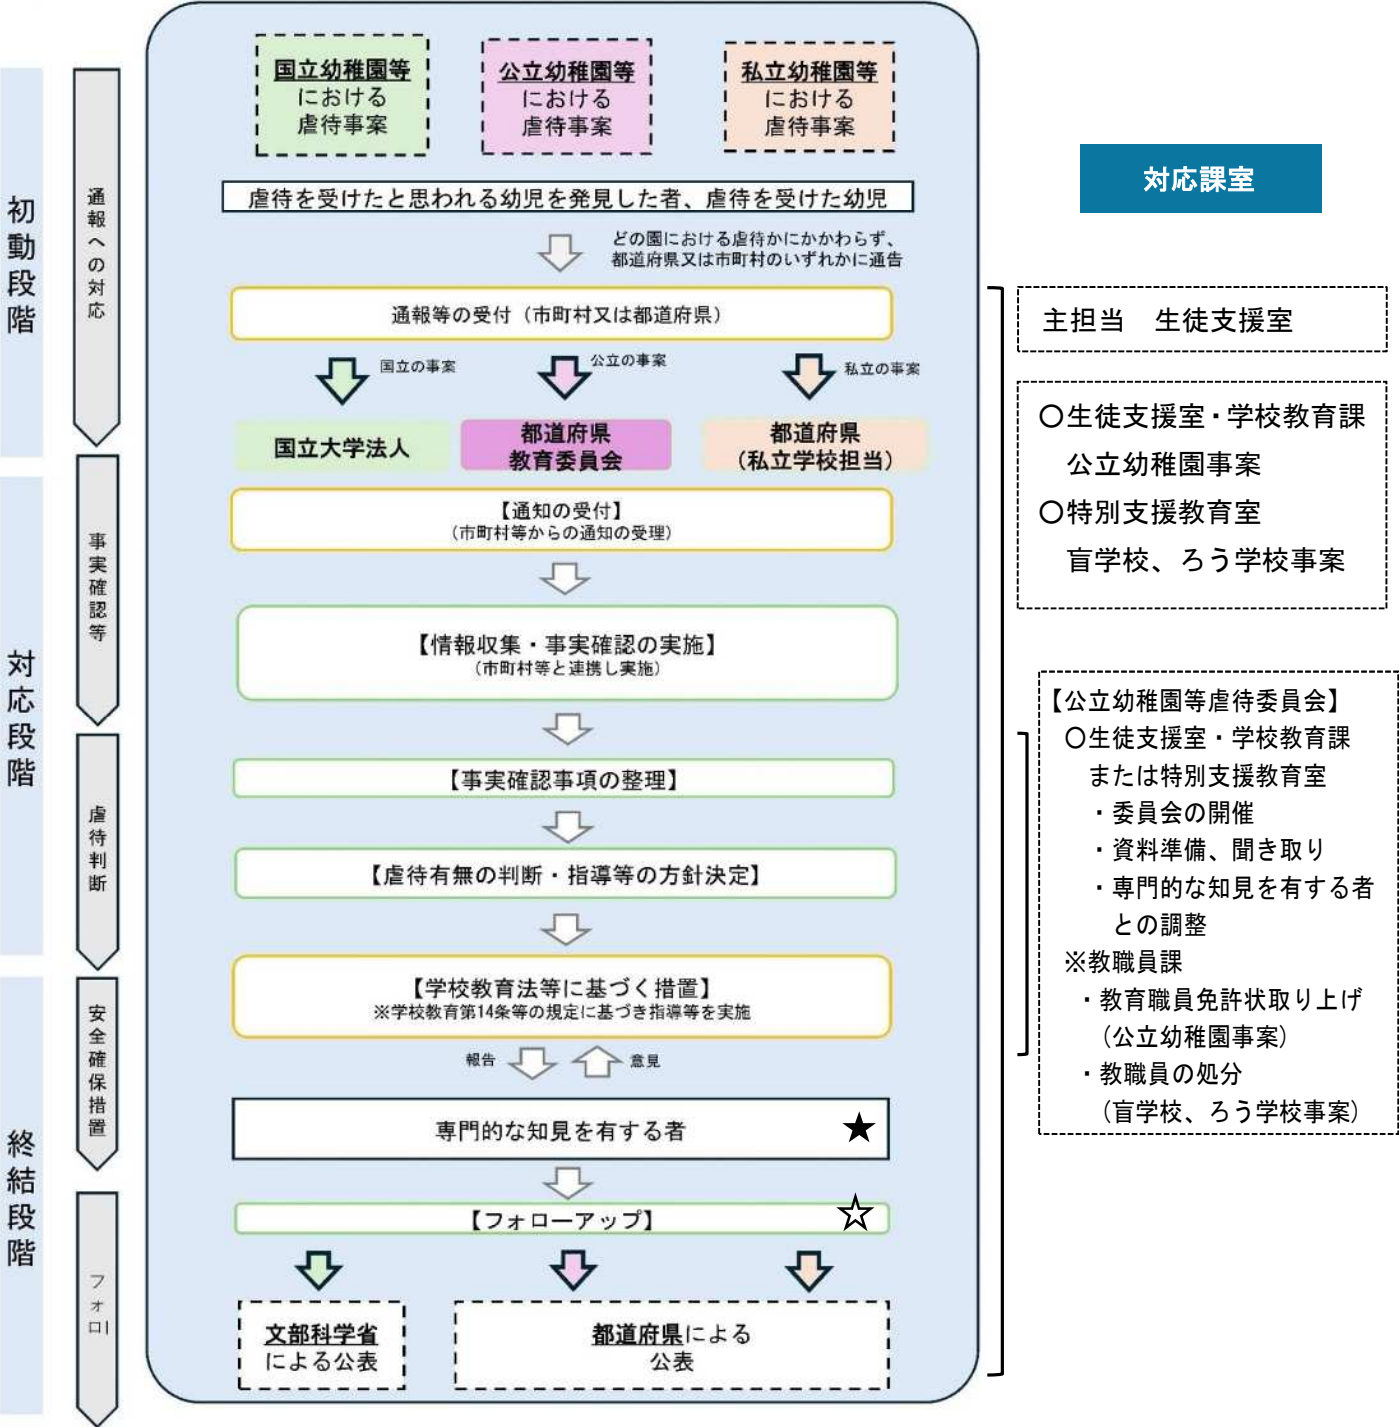 初動段階
対応段階
終結段階
通報への対応
事実確認等
虐待判断
安全確保措置
フォロー
国立幼稚園等
における
虐待事案
公立幼稚園等
における
虐待事案
私立幼稚園等
における
虐待事案
虐待を受けたと思われる幼児を発見した者、虐待を受けた幼児
どの園における虐待かにかかわらず、
都道府県又は市町村のいずれかに通告
通報等の受付（市町村又は都道府県）
国立の事案
公立の事案
私立の事案
国立大学法人
都道府県
教育委員会
都道府県
（私立学校担当）
【通知の受付】
（市町村等からの通知の受理）
【情報収集・事実確認の実施】
（市町村等と連携し実施）
【事実確認事項の整理】
【虐待有無の判断・指導等の方針決定】
【学校教育法等に基づく措置】
※学校教育第14条等の規定に基づき指導等を実施
報告
意見
専門的な知見を有する者 ★
【フォローアップ】 ☆
文部科学省
による公表
都道府県による
公表
対応課室
主担当　生徒支援室
〇生徒支援室・学校教育課
公立幼稚園事案
〇特別支援教育室
盲学校、ろう学校事案
【公立幼稚園等虐待委員会】
〇生徒支援室・学校教育課
または特別支援教育室
・委員会の開催
・資料準備、聞き取り
・専門的な知見を有する者
との調整
※教職員課
・教育職員免許状取り上げ
（公立幼稚園事案）
・教職員の処分
（盲学校、ろう学校事案）